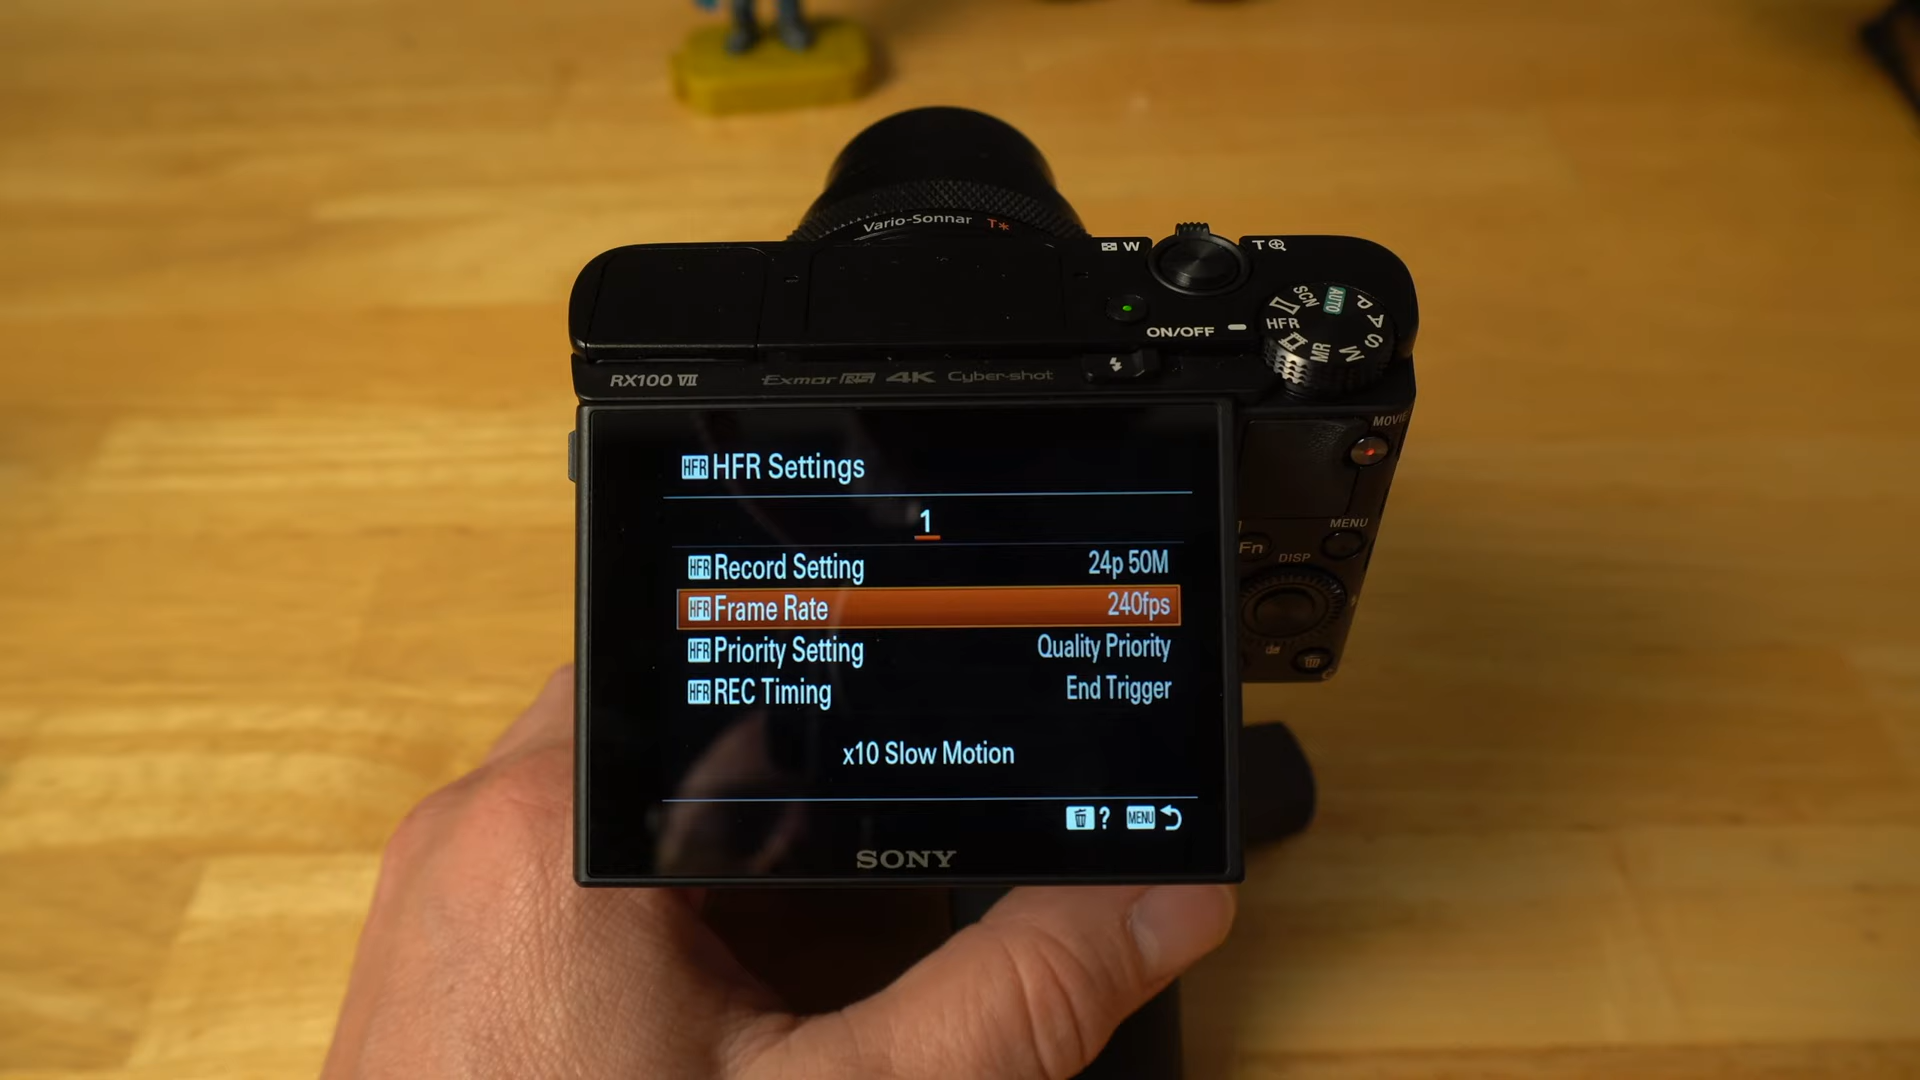 Vario-Sonnar T*
W T
SCN AUTO P A S M MR HFR
ON/OFF
RX100 VII Exmor RS 4K Cyber-shot
MOVIE
HFR HFR Settings
1
HFR Record Setting 24p 50M
HFR Frame Rate 240fps
HFR Priority Setting Quality Priority
HFR REC Timing End Trigger
x10 Slow Motion
? MENU
SONY
MENU
Fn
DISP